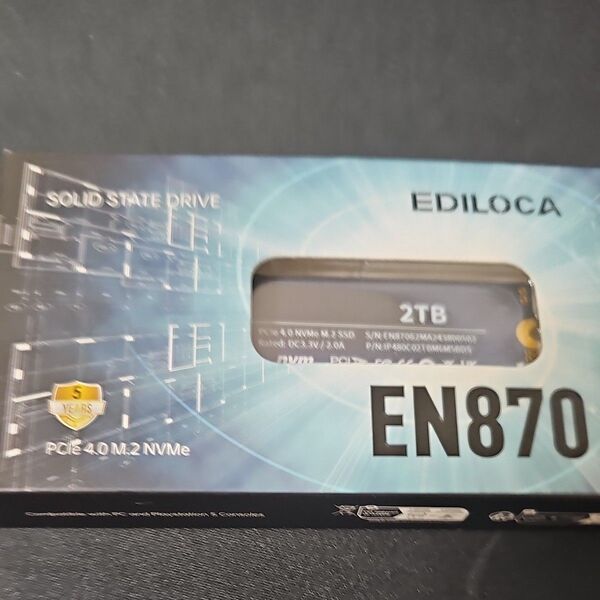 SOLID STATE DRIVE
EDILOCA
2TB
PCIe 4.0 NVMe M.2 SSD
Rated: DC3.3V / 2.0A
nvm
EN870
5
YEARS
PCIe 4.0 M.2 NVMe
Compatible with PC and Playstation 5 Consoles